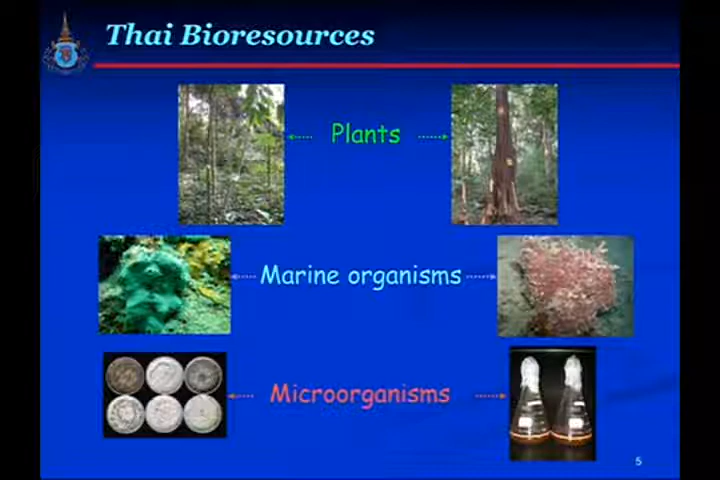 Thai Bioresources
Plants
Marine organisms
Microorganisms
5